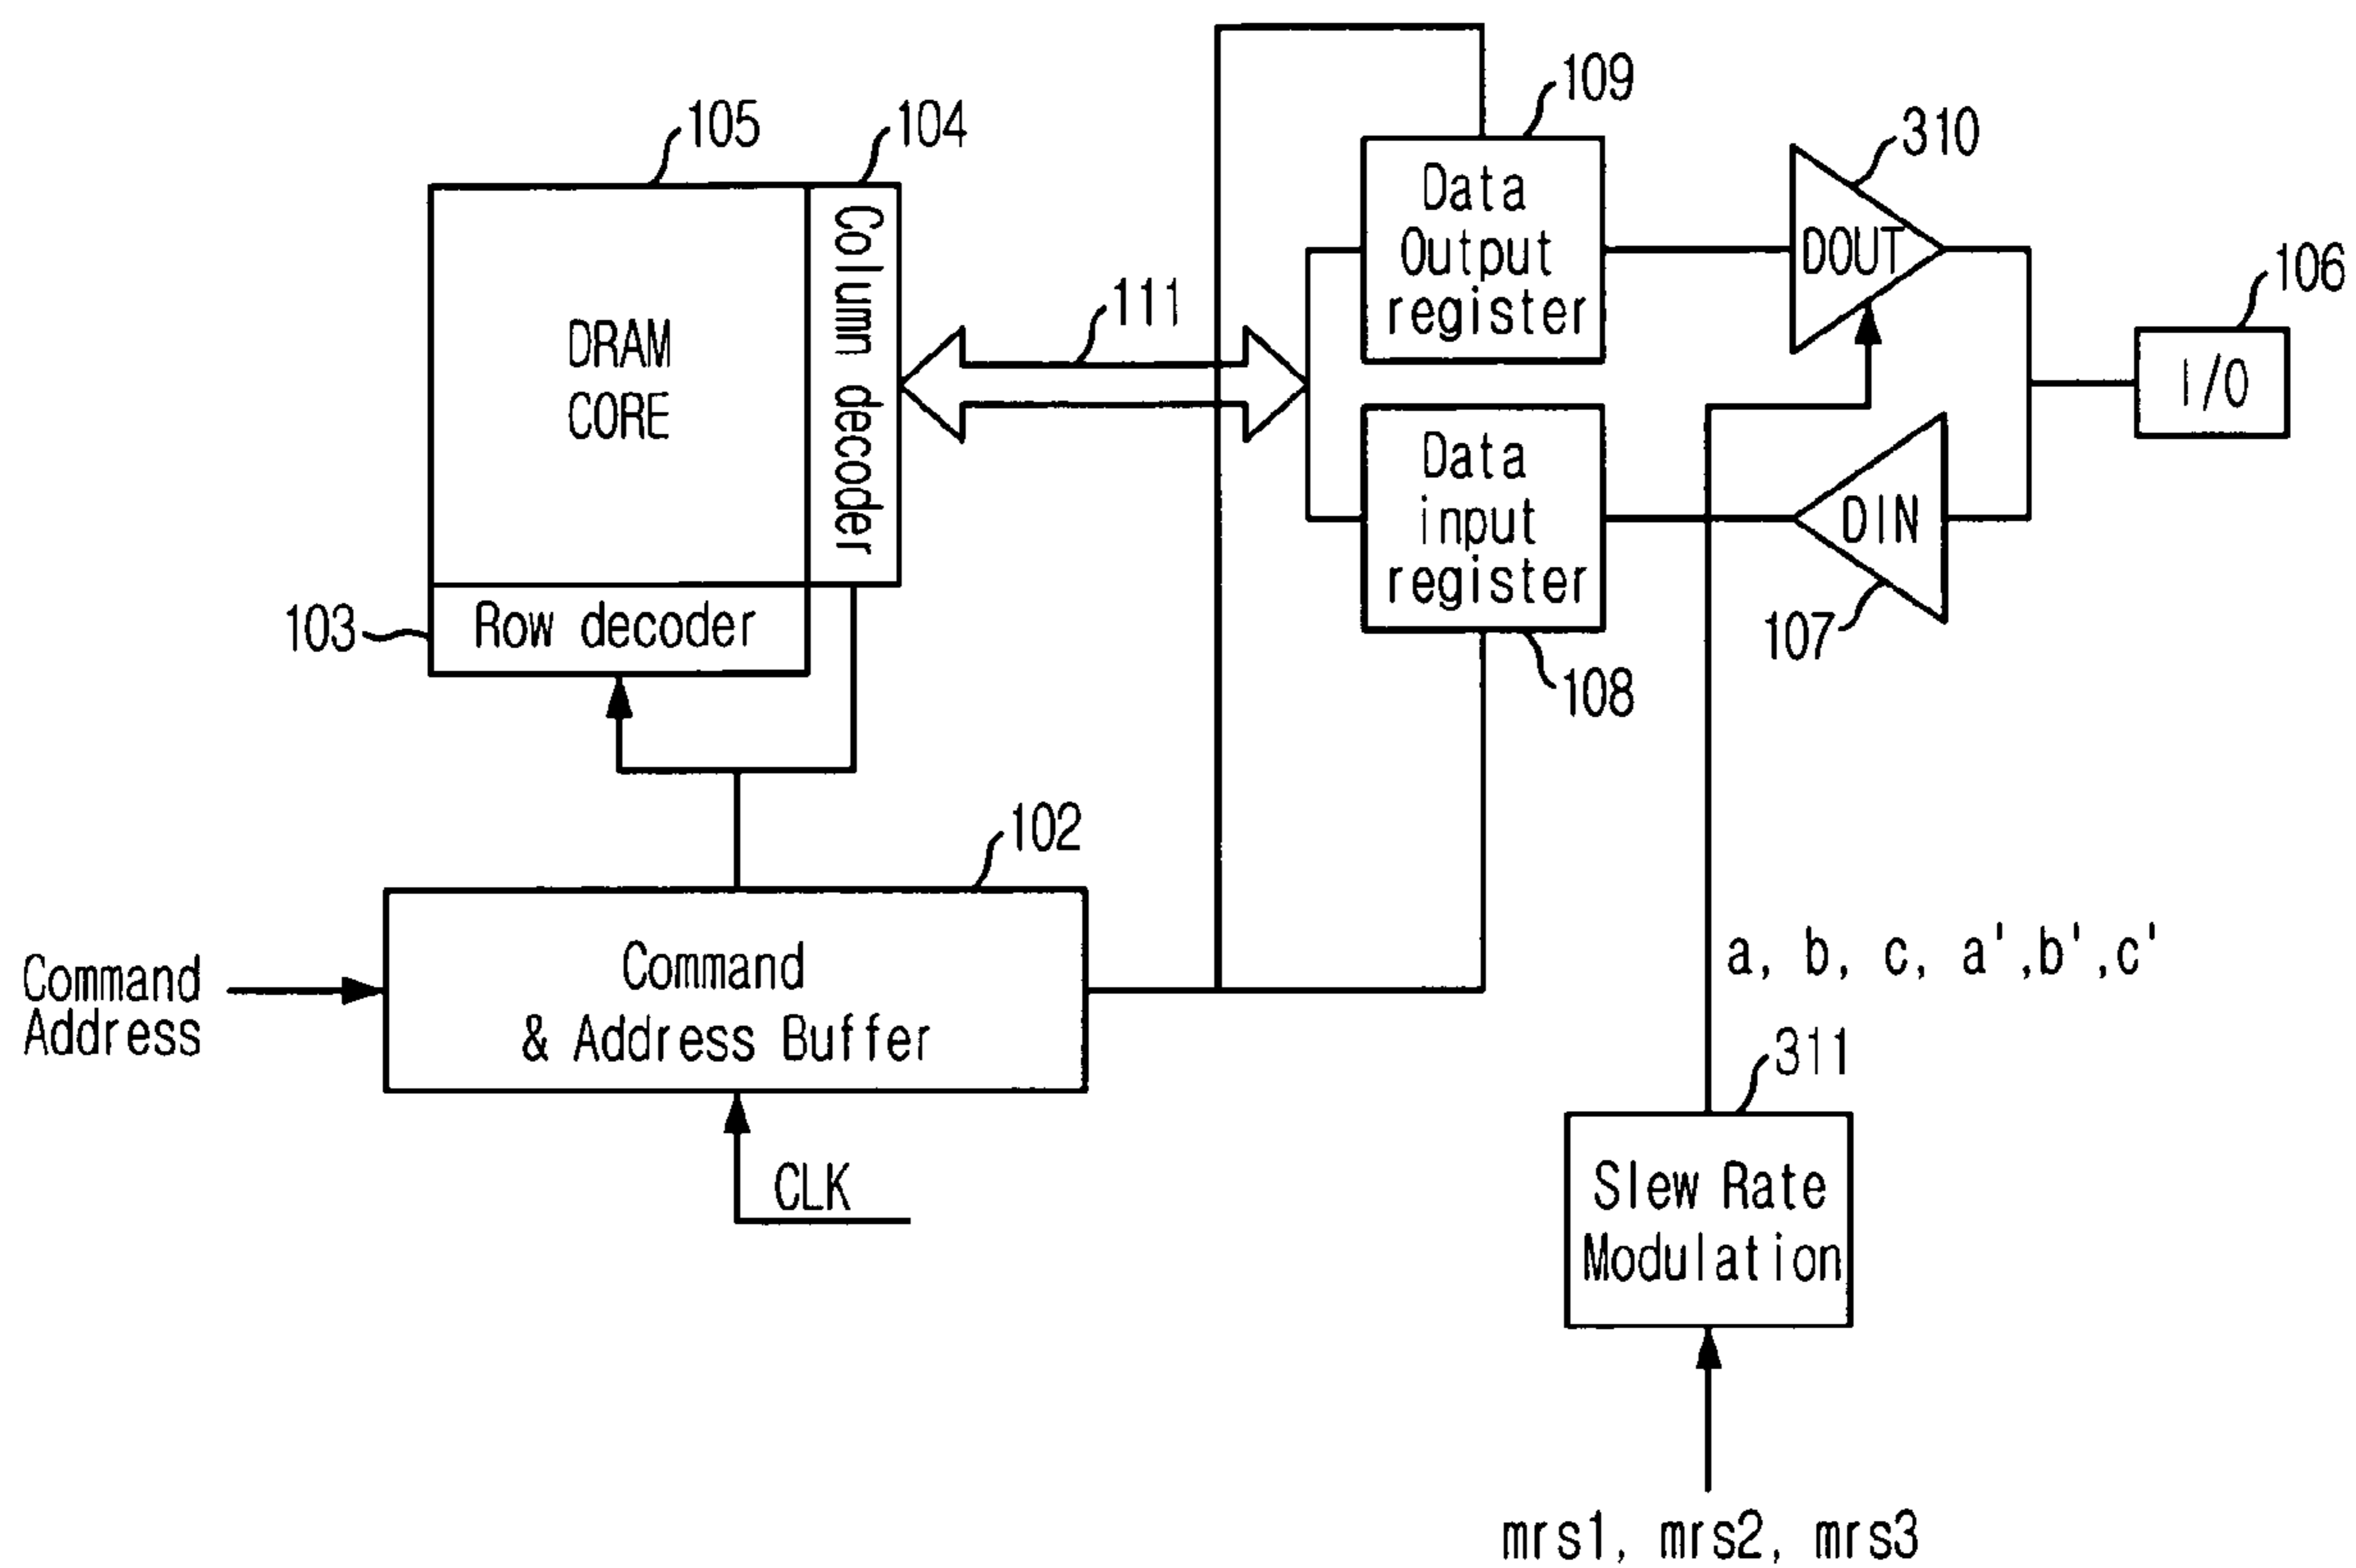 109
105
104
310
Data
Output
register
DOUT
Column decoder
106
111
DRAM
CORE
I/O
Data
input
register
DIN
103
Row decoder
107
108
102
a, b, c, a',b',c'
Command
Address
Command
& Address Buffer
311
CLK
Slew Rate
Modulation
mrs1, mrs2, mrs3